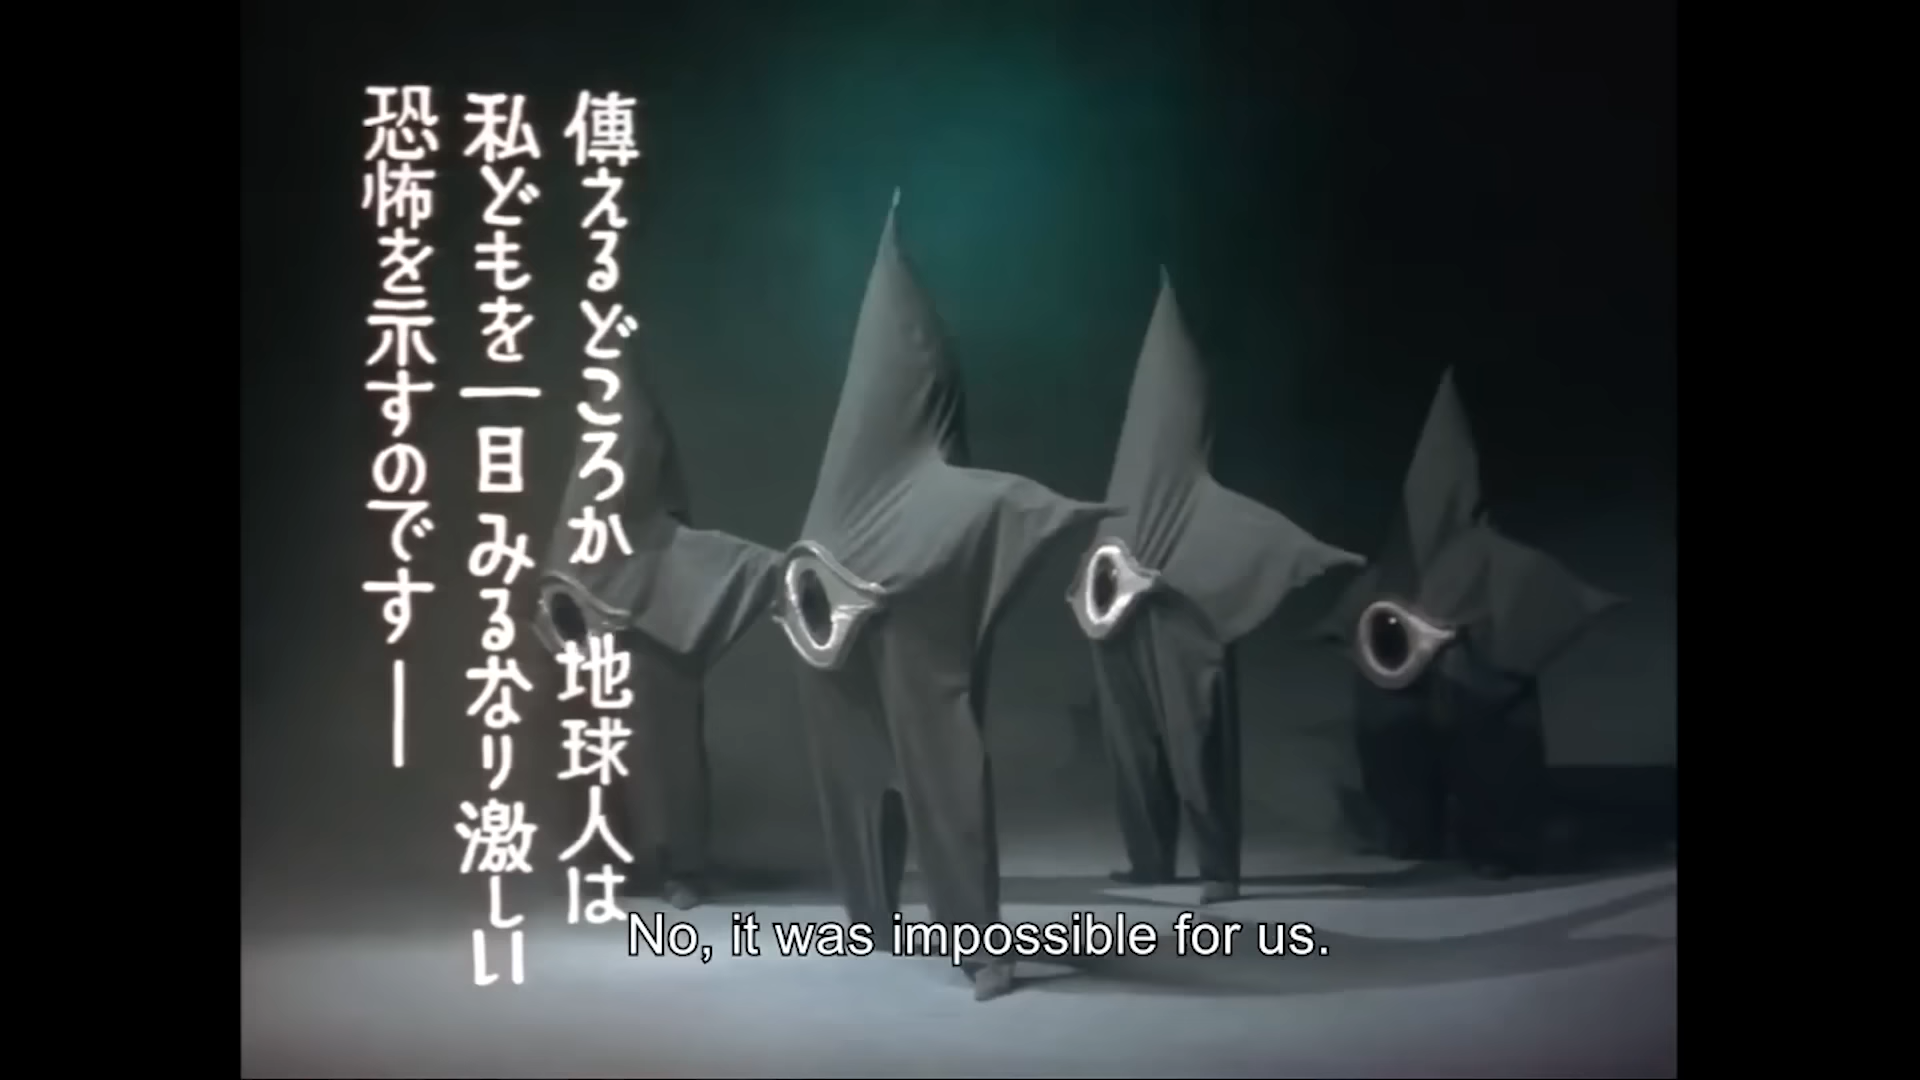 傳えるどころか 地球人は
私どもを一目みるなり激しい
恐怖を示すのです──
No, it was impossible for us.